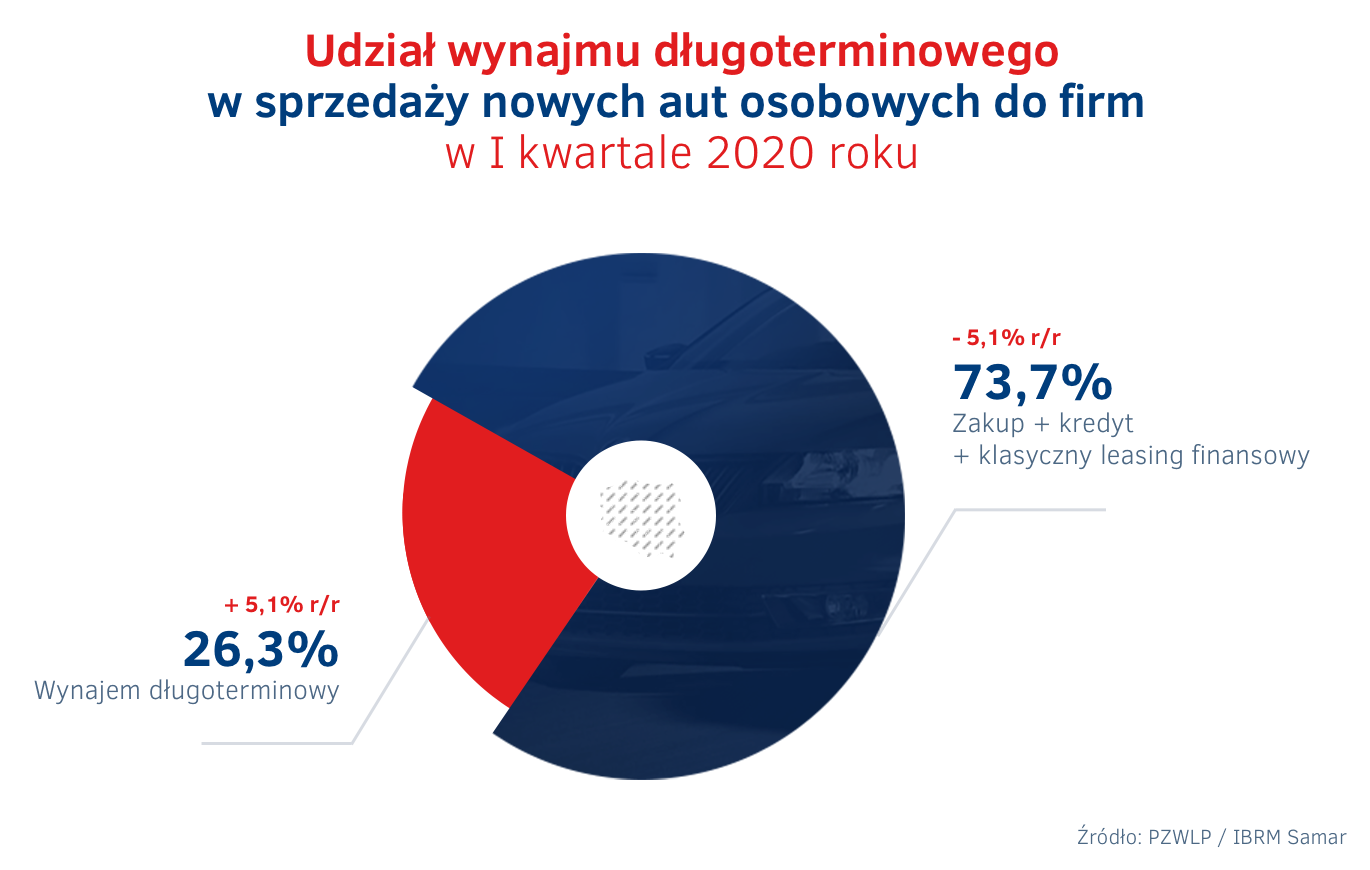 Udział wynajmu długoterminowego
w sprzedaży nowych aut osobowych do firm
w I kwartale 2020 roku
- 5,1% r/r
73,7%
Zakup + kredyt
+ klasyczny leasing finansowy
+ 5,1% r/r
26,3%
Wynajem długoterminowy
Źródło: PZWLP / IBRM Samar